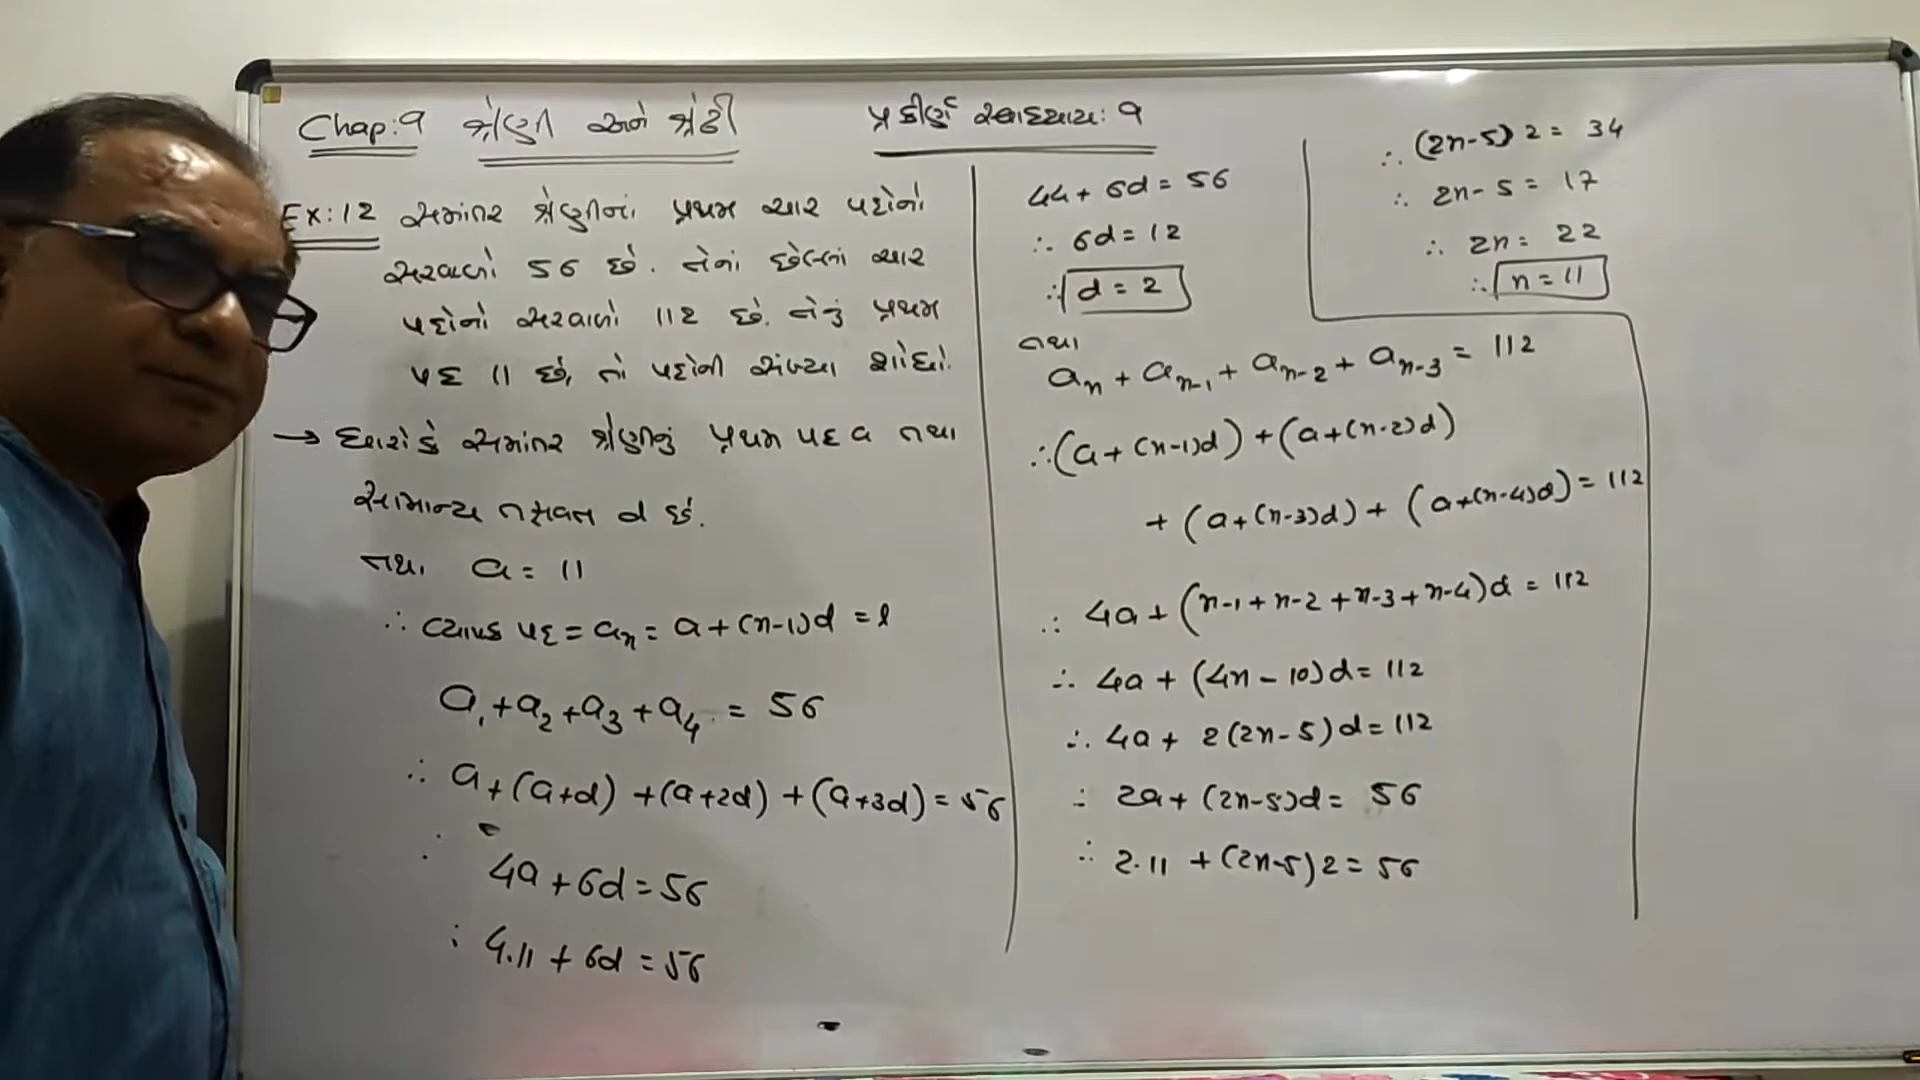 Chap:9 શ્રેણી અને શ્રેઢી
પ્રકીર્ણ સ્વાધ્યાય: 9
Ex:12 સમાંતર શ્રેણીનાં પ્રથમ ચાર પદોનો
સરવાળો 56 છે. તેનાં છેલ્લાં ચાર
પદોનો સરવાળો 112 છે. તેનું પ્રથમ
પદ 11 છે, તો પદોની સંખ્યા શોધો.
→ ધારોકે સમાંતર શ્રેણીનું પ્રથમ પદ a તથા
સામાન્ય તફાવત d છે.
તથા a = 11
∴ વ્યાપક પદ = aₙ = a + (n-1)d = l
a₁ + a₂ + a₃ + a₄ = 56
∴ a + (a+d) + (a+2d) + (a+3d) = 56
∴ 4a + 6d = 56
∴ 4.11 + 6d = 56
44 + 6d = 56
∴ 6d = 12
∴ d = 2
તથા
aₙ + aₙ₋₁ + aₙ₋₂ + aₙ₋₃ = 112
∴ (a + (n-1)d) + (a + (n-2)d)
+ (a + (n-3)d) + (a + (n-4)d) = 112
∴ 4a + (n-1 + n-2 + n-3 + n-4)d = 112
∴ 4a + (4n - 10)d = 112
∴ 4a + 2(2n-5)d = 112
∴ 2a + (2n-5)d = 56
∴ 2.11 + (2n-5)2 = 56
∴ (2n-5)2 = 34
∴ 2n-5 = 17
∴ 2n = 22
∴ n = 11